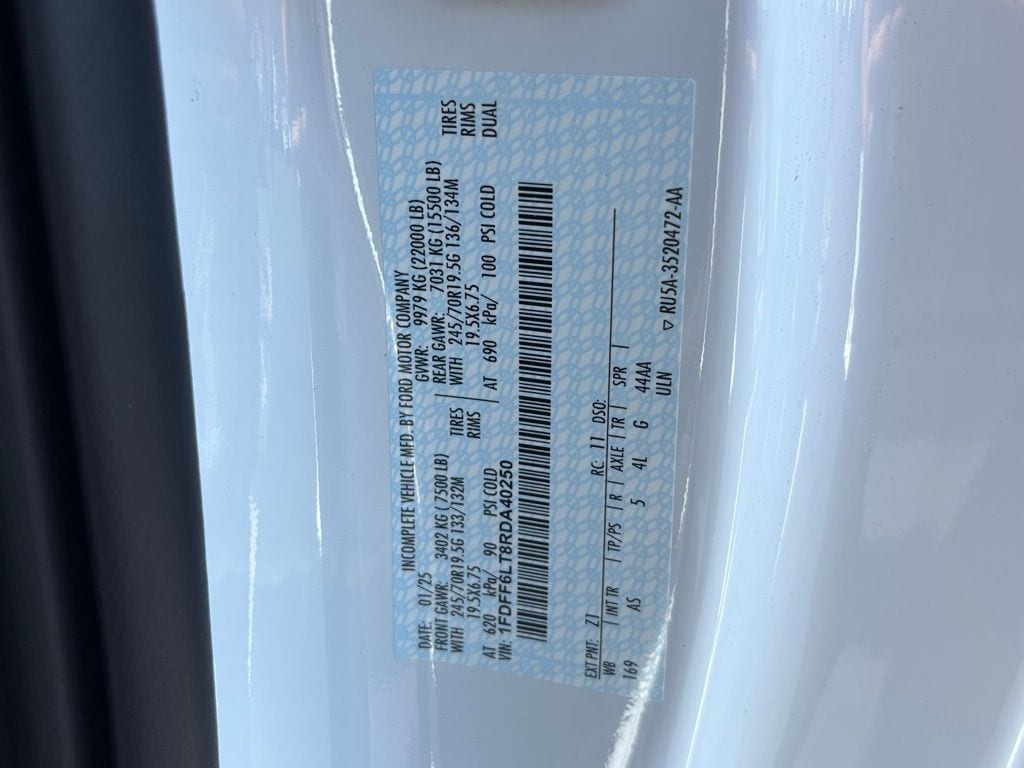 INCOMPLETE VEHICLE MFD. BY FORD MOTOR COMPANY
DATE: 01/25 GVWR: 9979 KG (22000 LB)
FRONT GAWR: 3402 KG (7500 LB) REAR GAWR: 7031 KG (15500 LB)
WITH 245/70R19.5G 133/132M TIRES WITH 245/70R19.5G 136/134M TIRES
19.5X6.75 RIMS 19.5X6.75 RIMS
AT 620 kPa/ 90 PSI COLD AT 690 kPa/ 100 PSI COLD DUAL
VIN: 1FDFF6LT8RDA40250
EXT PNT: Z1 RC: 11 DSO:
WB | INT TR | TP/PS | R | AXLE | TR | SPR |
169 AS 5 4L G 44AA
ULN
▽ RU5A-3520472-AA